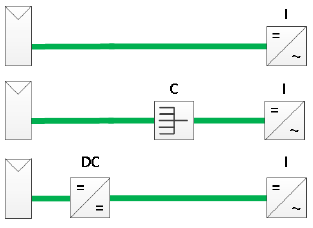 I
=
~
C
I
=
~
DC
I
=
=
=
~